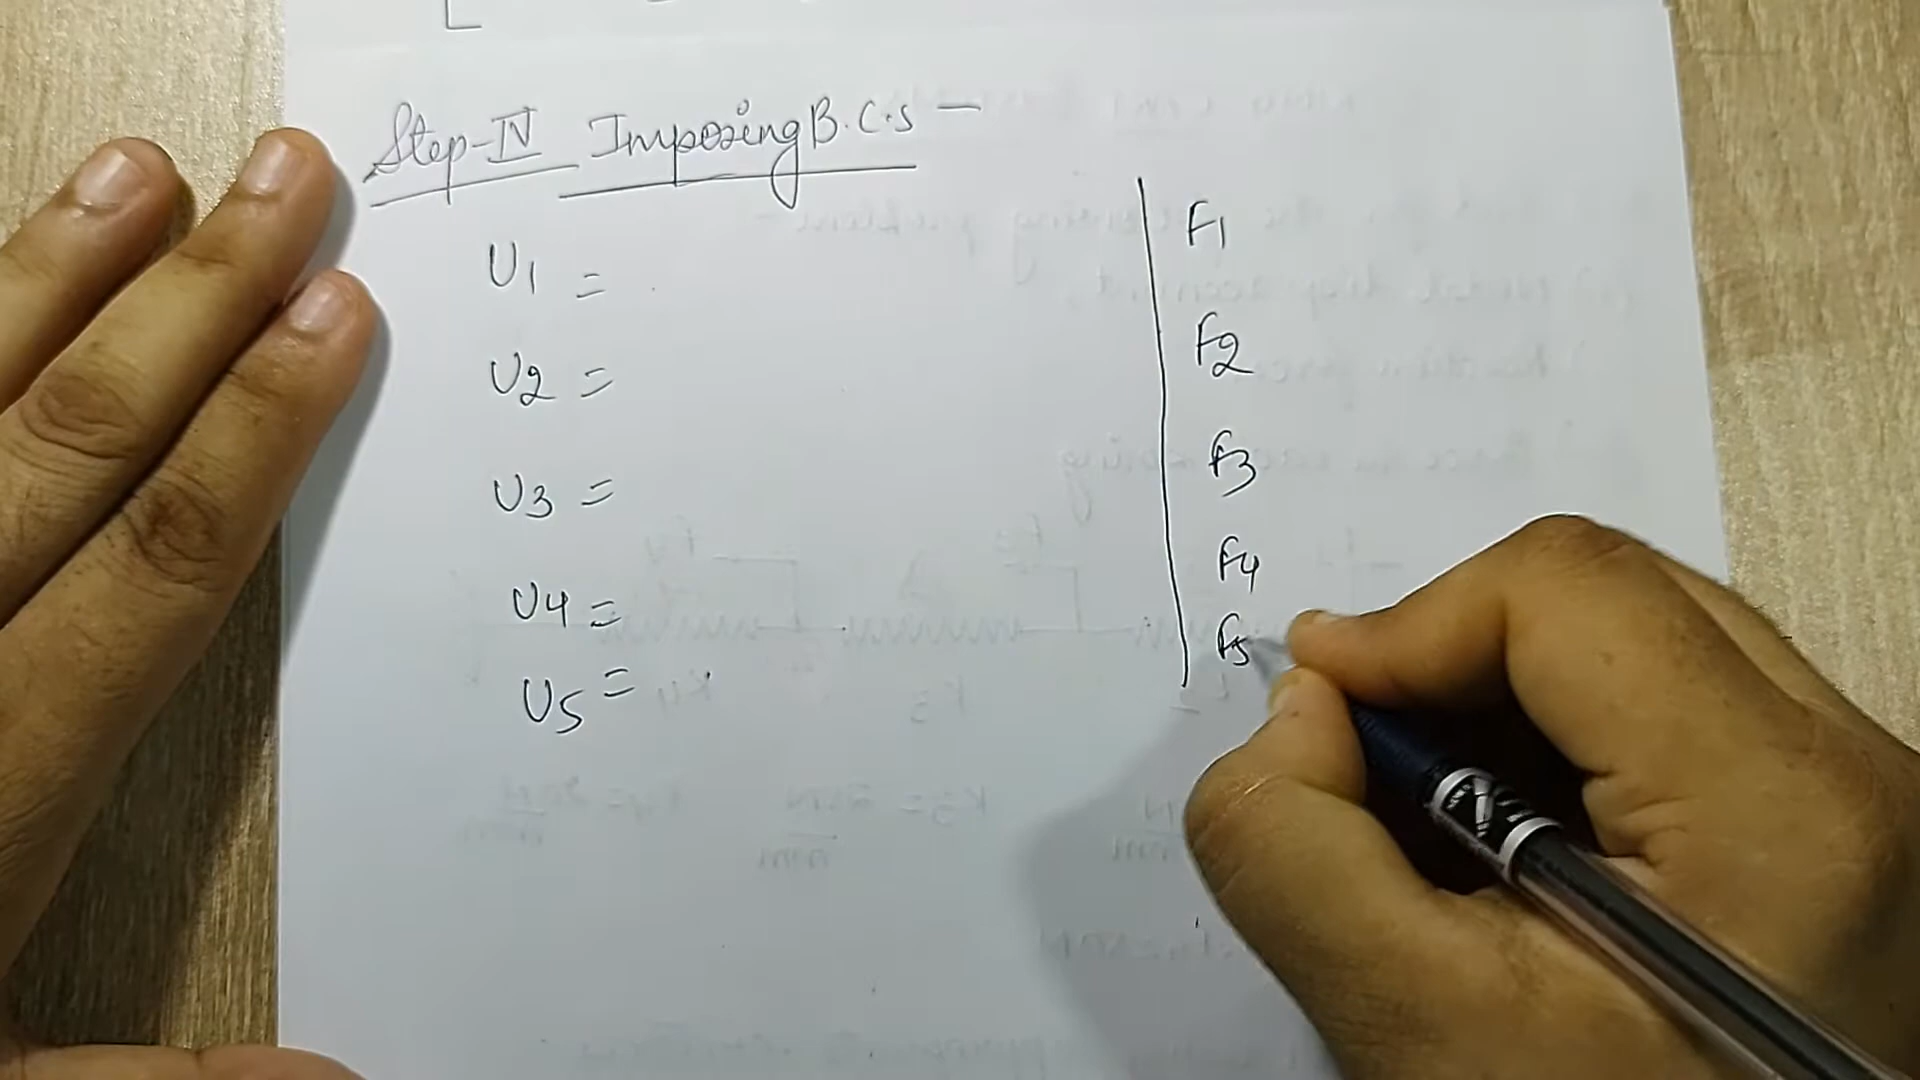 Step-IV Imposing B.C.s -
U1 =
U2 =
U3 =
U4 =
U5 =
F1
F2
F3
F4
F5